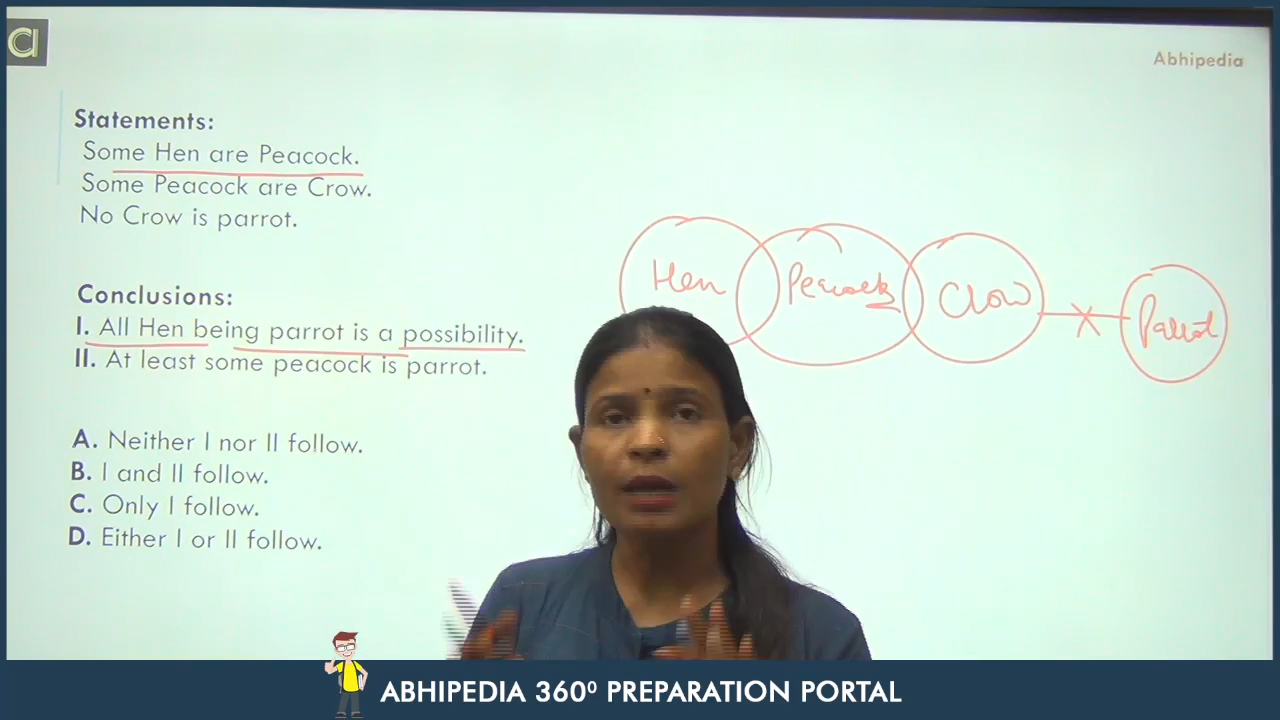 a
Abhipedia
Statements:
Some Hen are Peacock.
Some Peacock are Crow.
No Crow is parrot.
Conclusions:
I. All Hen being parrot is a possibility.
II. At least some peacock is parrot.
A. Neither I nor II follow.
B. I and II follow.
C. Only I follow.
D. Either I or II follow.
Hen
Peacock
Crow
Parrot
ABHIPEDIA 360⁰ PREPARATION PORTAL